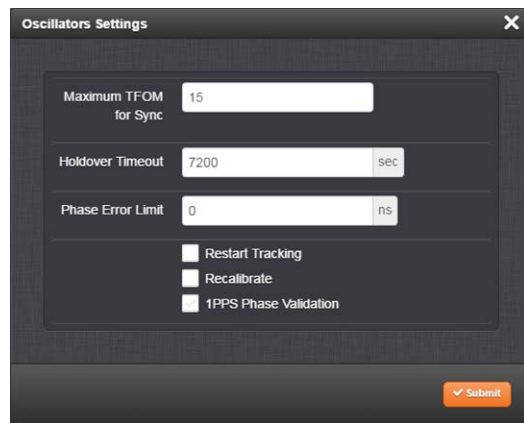 Oscillators Settings
Maximum TFOM
for Sync
15
Holdover Timeout
7200
sec
Phase Error Limit
0
ns
Restart Tracking
Recalibrate
1PPS Phase Validation
Submit